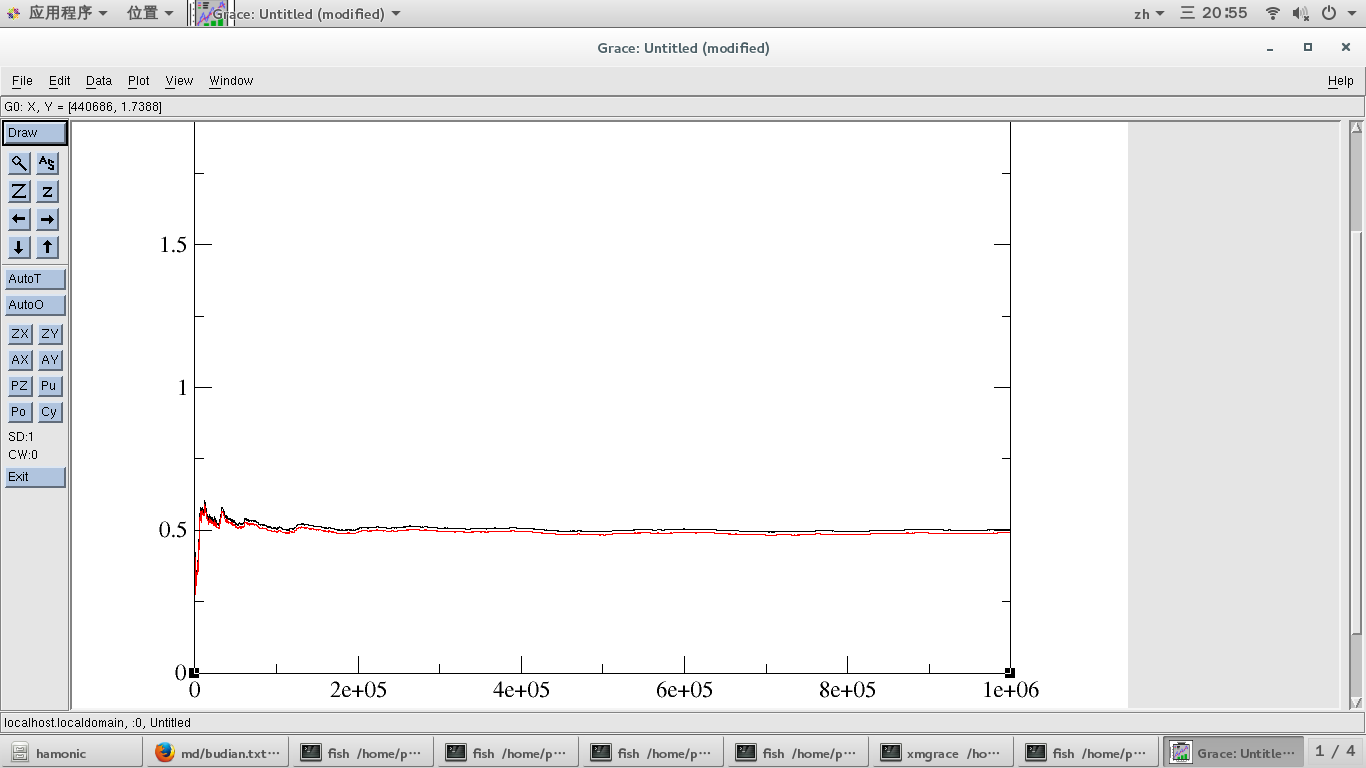 应用程序 位置 Grace: Untitled (modified) zh 三 20:55
Grace: Untitled (modified)
File Edit Data Plot View Window Help
G0: X, Y = [440686, 1.7388]
Draw
AS
Z z
AutoT
AutoO
ZX ZY
AX AY
PZ Pu
Po Cy
SD:1
CW:0
Exit
1.5
1
0.5
0
0 2e+05 4e+05 6e+05 8e+05 1e+06
localhost.localdomain, :0, Untitled
hamonic md/budian.txt··· fish /home/p··· fish /home/p··· fish /home/p··· fish /home/p··· xmgrace /ho··· fish /home/p··· Grace: Untitle··· 1 / 4